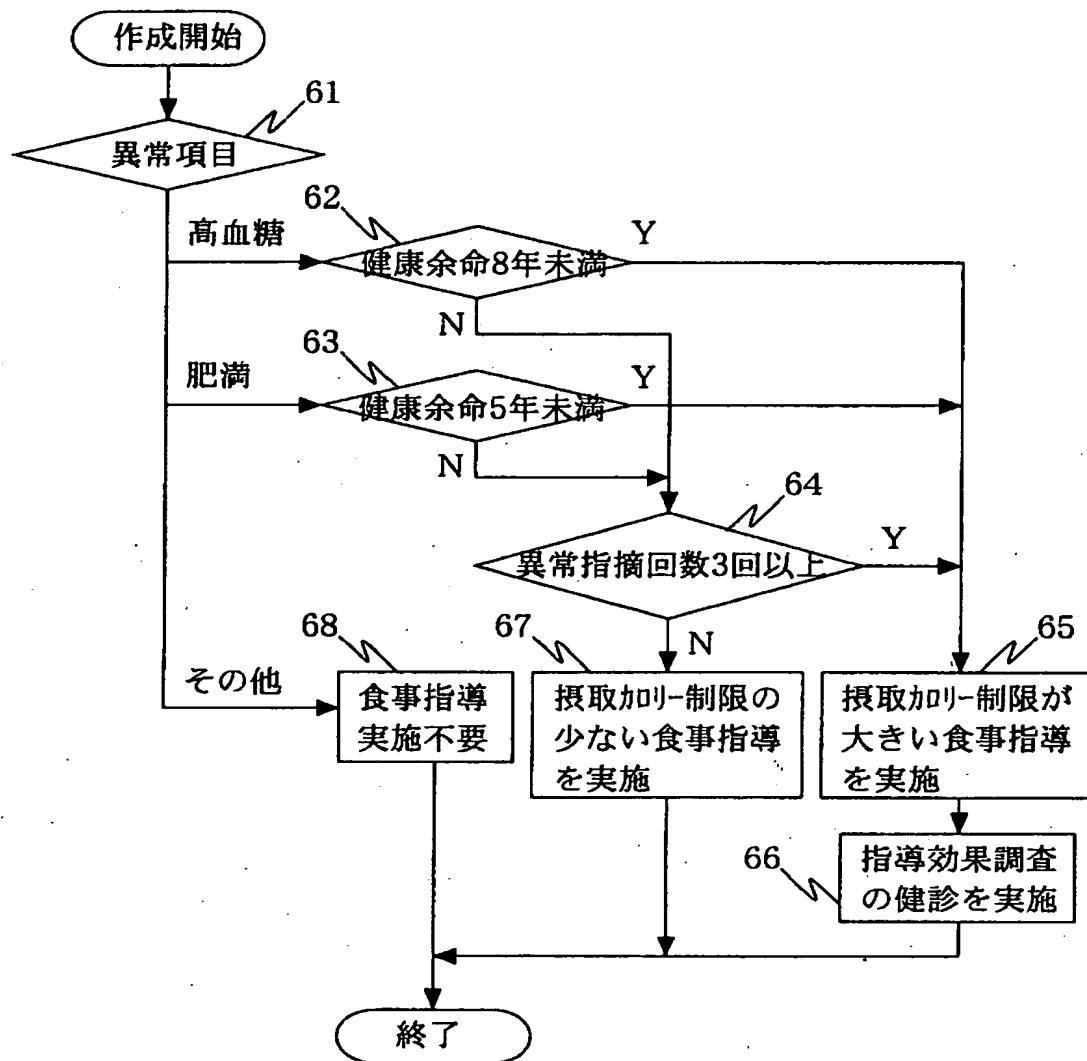 作成開始
61
異常項目
62
高血糖
健康余命8年未満
Y
N
63
肥満
健康余命5年未満
Y
N
64
異常指摘回数3回以上
Y
N
68
その他
食事指導
実施不要
67
摂取ｶﾛﾘｰ制限の
少ない食事指導
を実施
65
摂取ｶﾛﾘｰ制限が
大きい食事指導
を実施
66
指導効果調査
の健診を実施
終了